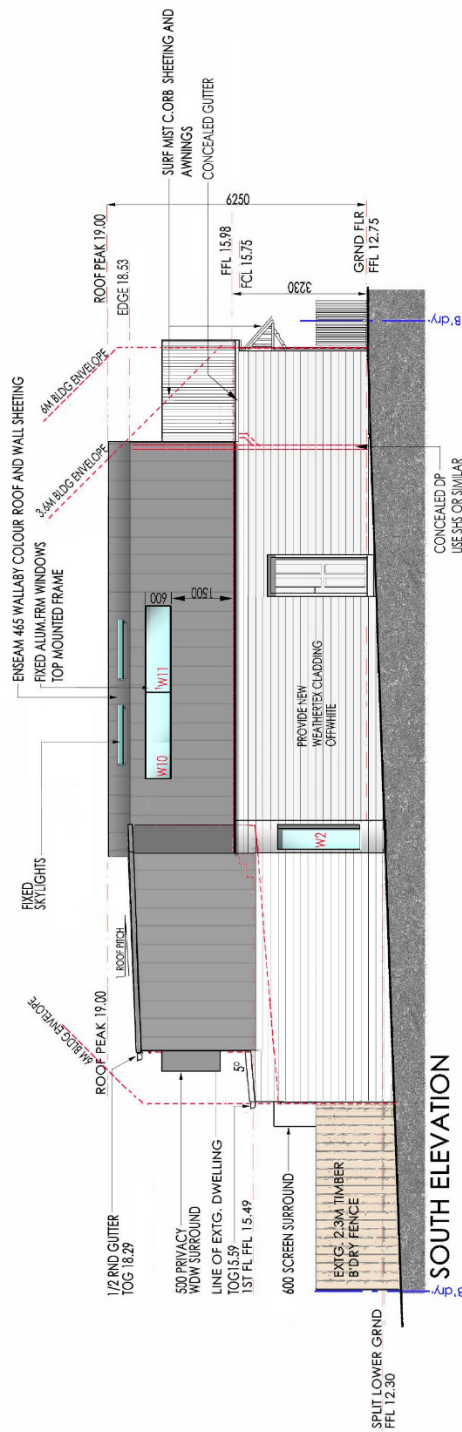 SOUTH ELEVATION
ROOF PEAK 19.00
6M BLDG ENVELOPE
1/2 RND GUTTER
TOG 18.29
500 PRIVACY
WDW SURROUND
LINE OF EXTG. DWELLING
TOG15.59
1ST FL FFL 15.49
600 SCREEN SURROUND
EXTG. 2.3M TIMBER
B'DRY FENCE
SPLIT LOWER GRND
FFL 12.30
B'dry
5°
ROOF PITCH
FIXED
SKYLIGHTS
ENSEAM 465 WALLABY COLOUR ROOF AND WALL SHEETING
FIXED ALUM.FRM WINDOWS
TOP MOUNTED FRAME
W10
W11
600
1500
W2
PROVIDE NEW
WEATHERTEX CLADDING
OFFWHITE
3.6M BLDG ENVELOPE
6M BLDG ENVELOPE
ROOF PEAK 19.00
EDGE 18.53
SURF MIST C.ORB SHEETING AND
AWNINGS
CONCEALED GUTTER
FFL 15.98
FCL 15.75
6250
3230
GRND FLR
FFL 12.75
B'dry
CONCEALED DP
USE SHS OR SIMILAR